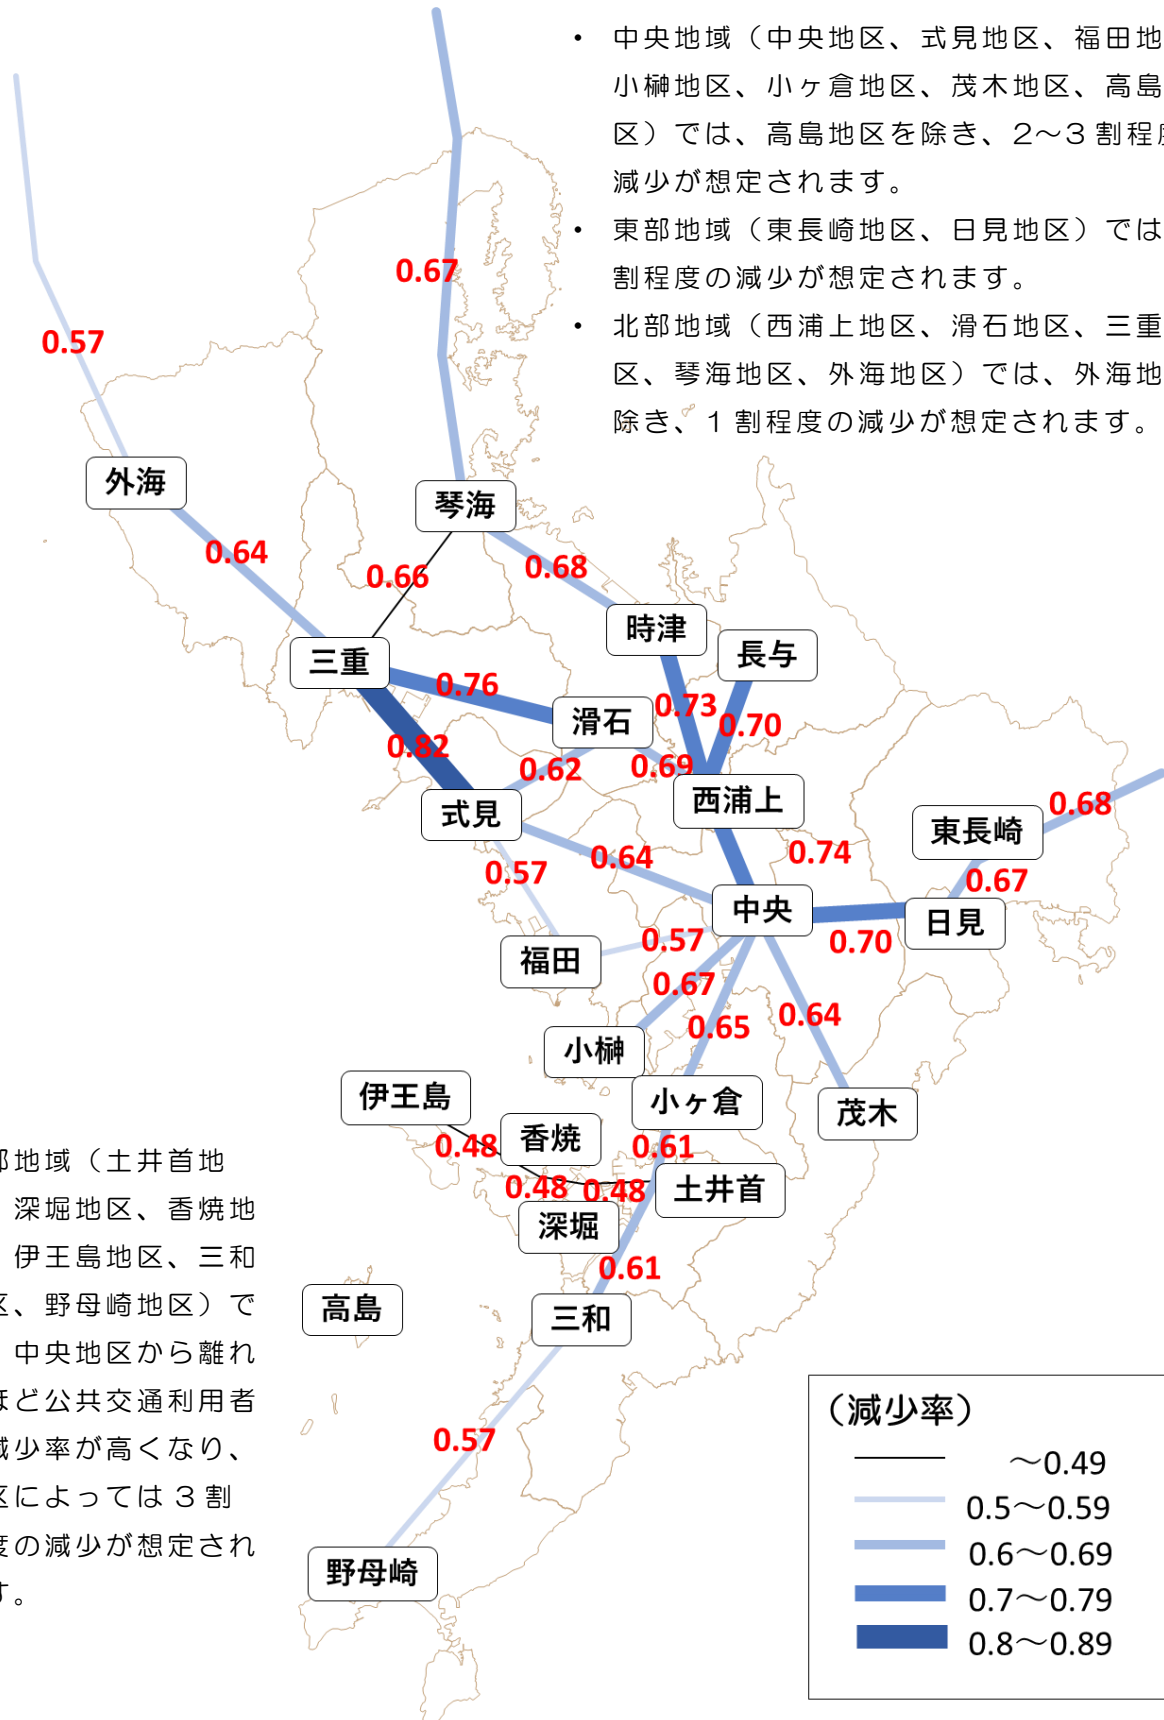 • 中央地域（中央地区、式見地区、福田地
小榊地区、小ヶ倉地区、茂木地区、高島
区）では、高島地区を除き、2～3 割程度
減少が想定されます。
• 東部地域（東長崎地区、日見地区）では
割程度の減少が想定されます。
• 北部地域（西浦上地区、滑石地区、三重
区、琴海地区、外海地区）では、外海地
除き、1 割程度の減少が想定されます。
0.67
0.57
外海
琴海
0.64
0.66
0.68
時津
長与
三重
0.76
滑石
0.73
0.70
0.82
0.62
0.69
西浦上
式見
東長崎
0.68
0.64
0.74
0.57
0.67
中央
日見
0.57
0.70
福田
0.67
0.65
0.64
小榊
伊王島
小ヶ倉
茂木
香焼
0.48
0.61
0.48
0.48
土井首
深堀
0.61
高島
三和
0.57
野母崎
部地域（土井首地
深堀地区、香焼地
伊王島地区、三和
区、野母崎地区）で
中央地区から離れ
ほど公共交通利用者
減少率が高くなり、
区によっては 3 割
度の減少が想定され
す。
（減少率）
～0.49
0.5～0.59
0.6～0.69
0.7～0.79
0.8～0.89